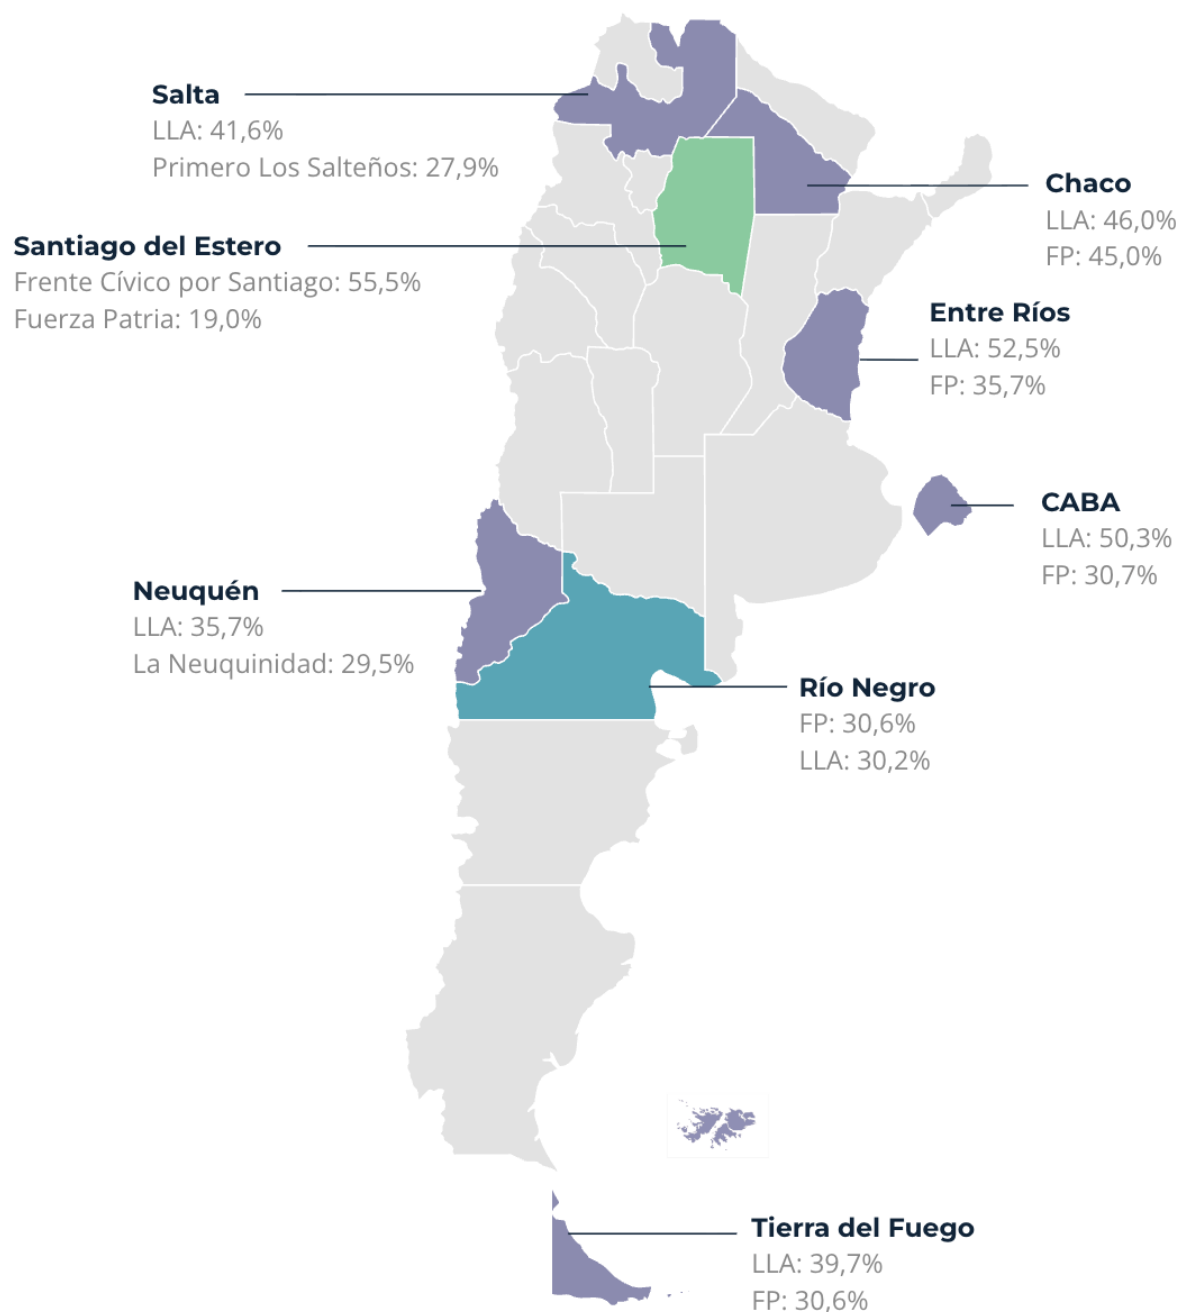 Salta
LLA: 41,6%
Primero Los Salteños: 27,9%
Chaco
LLA: 46,0%
FP: 45,0%
Santiago del Estero
Frente Cívico por Santiago: 55,5%
Fuerza Patria: 19,0%
Entre Ríos
LLA: 52,5%
FP: 35,7%
CABA
LLA: 50,3%
FP: 30,7%
Neuquén
LLA: 35,7%
La Neuquinidad: 29,5%
Río Negro
FP: 30,6%
LLA: 30,2%
Tierra del Fuego
LLA: 39,7%
FP: 30,6%